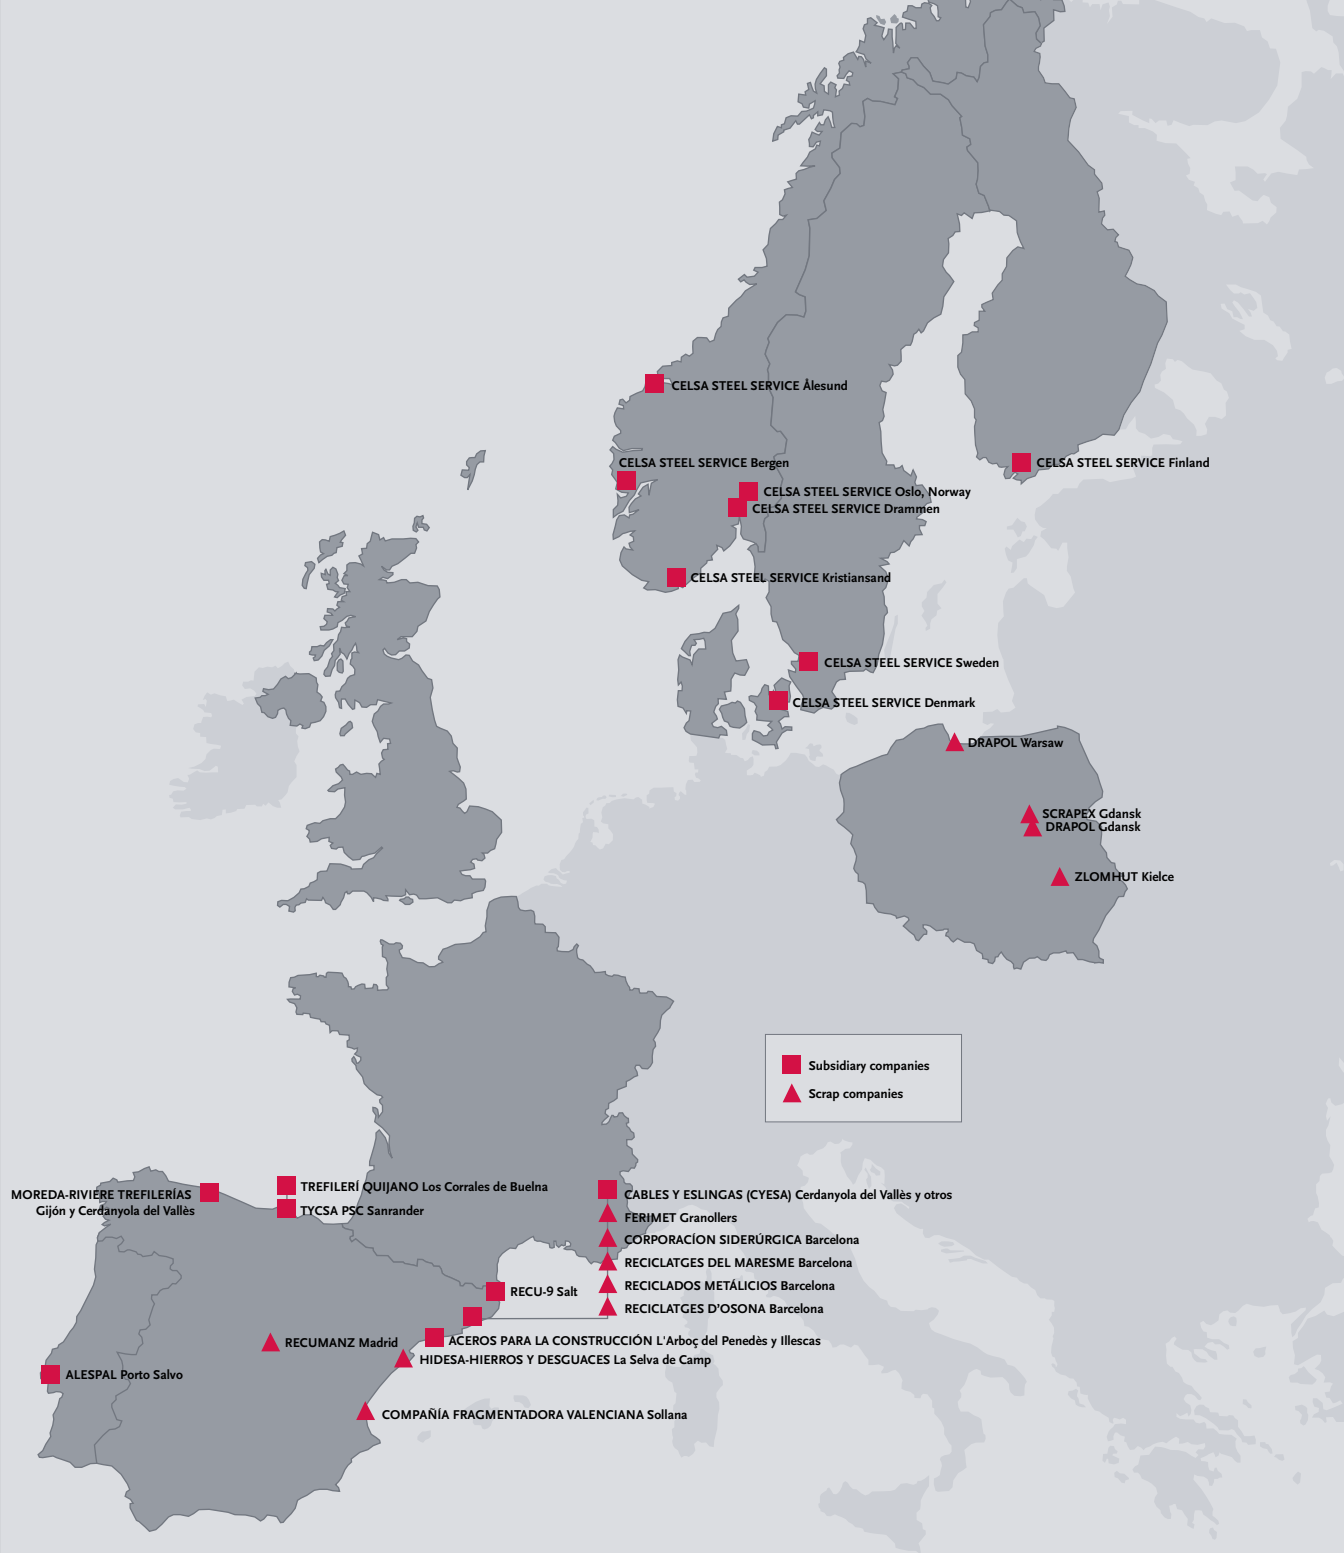 CELSA STEEL SERVICE Ålesund
CELSA STEEL SERVICE Bergen
CELSA STEEL SERVICE Finland
CELSA STEEL SERVICE Oslo, Norway
CELSA STEEL SERVICE Drammen
CELSA STEEL SERVICE Kristiansand
CELSA STEEL SERVICE Sweden
CELSA STEEL SERVICE Denmark
DRAPOL Warsaw
SCRAPEX Gdansk
DRAPOL Gdansk
ZLOMHUT Kielce
Subsidiary companies
Scrap companies
MOREDA-RIVIERE TREFILERÍAS
Gijón y Cerdanyola del Vallès
TREFILERÍ QUIJANO Los Corrales de Buelna
TYCSA PSC Sanrander
CABLES Y ESLINGAS (CYESA) Cerdanyola del Vallès y otros
FERIMET Granollers
CORPORACÍON SIDERÚRGICA Barcelona
RECICLATGES DEL MARESME Barcelona
RECICLADOS METÁLICIOS Barcelona
RECICLATGES D’OSONA Barcelona
RECU-9 Salt
ACEROS PARA LA CONSTRUCCIÓN L'Arboç del Penedès y Illescas
RECUMANZ Madrid
HIDESA-HIERROS Y DESGUACES La Selva de Camp
ALESPAL Porto Salvo
COMPAÑÍA FRAGMENTADORA VALENCIANA Sollana